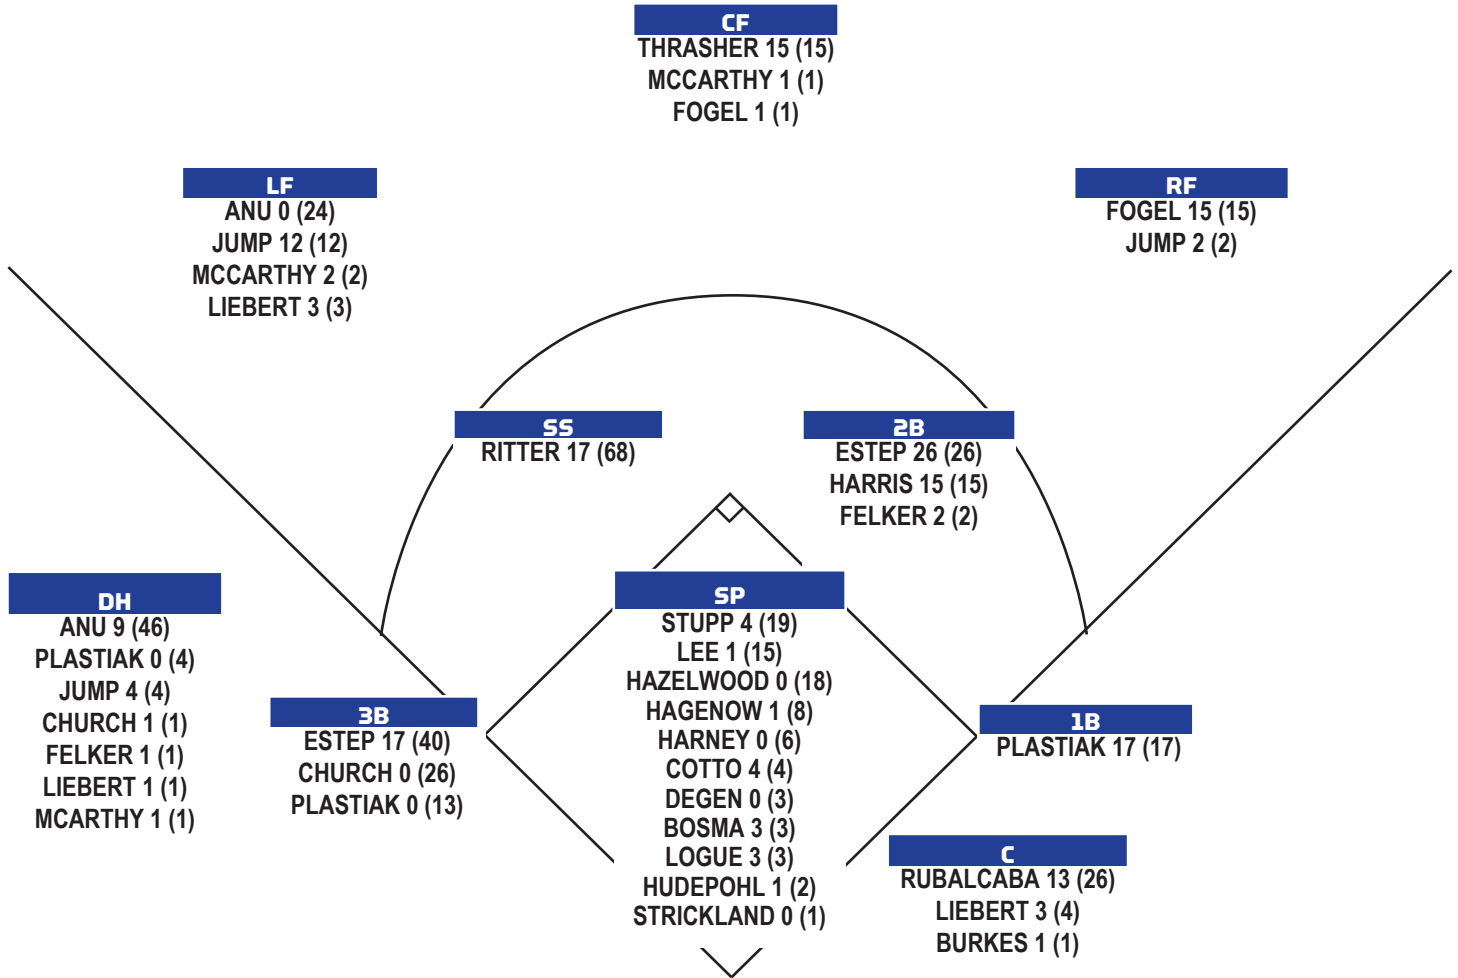 CF
THRASHER 15 (15)
MCCARTHY 1 (1)
FOGEL 1 (1)
LF
ANU 0 (24)
JUMP 12 (12)
MCCARTHY 2 (2)
LIEBERT 3 (3)
RF
FOGEL 15 (15)
JUMP 2 (2)
SS
RITTER 17 (68)
2B
ESTEP 26 (26)
HARRIS 15 (15)
FELKER 2 (2)
DH
ANU 9 (46)
PLASTIAK 0 (4)
JUMP 4 (4)
CHURCH 1 (1)
FELKER 1 (1)
LIEBERT 1 (1)
MCARTHY 1 (1)
3B
ESTEP 17 (40)
CHURCH 0 (26)
PLASTIAK 0 (13)
SP
STUPP 4 (19)
LEE 1 (15)
HAZELWOOD 0 (18)
HAGENOW 1 (8)
HARNEY 0 (6)
COTTO 4 (4)
DEGEN 0 (3)
BOSMA 3 (3)
LOGUE 3 (3)
HUDEPOHL 1 (2)
STRICKLAND 0 (1)
1B
PLASTIAK 17 (17)
C
RUBALCABA 13 (26)
LIEBERT 3 (4)
BURKES 1 (1)